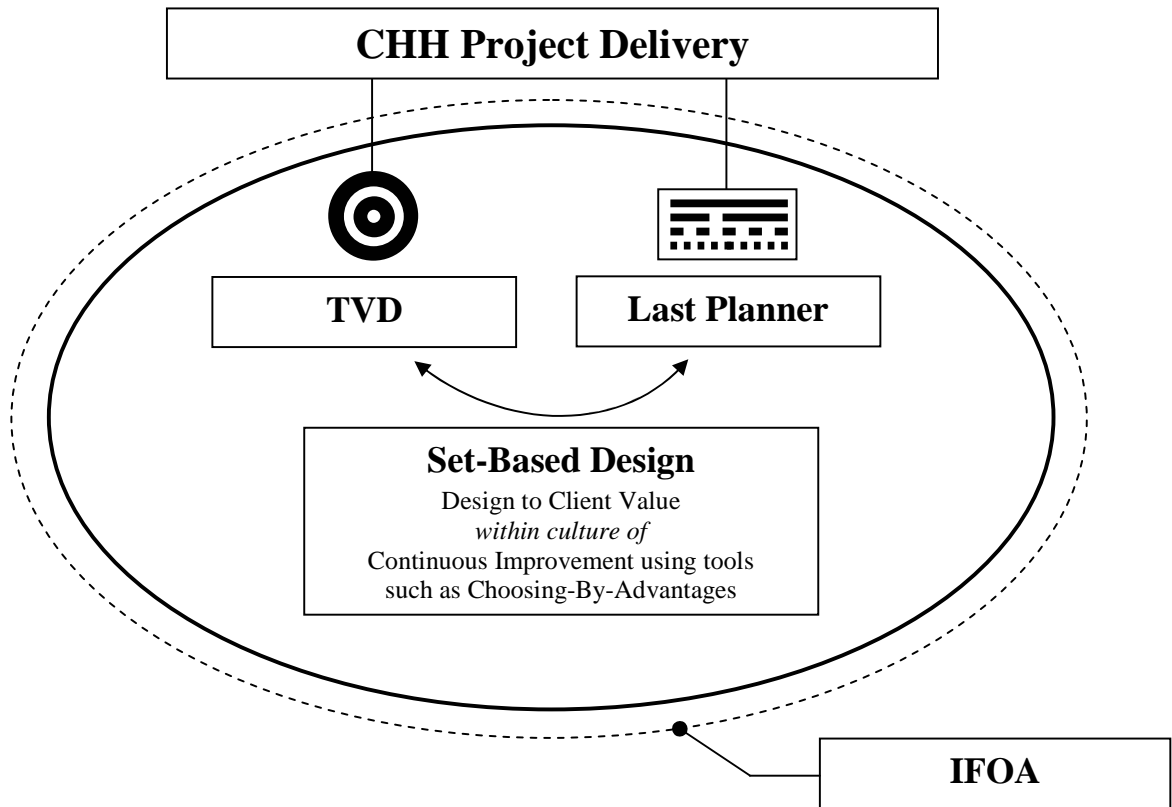 CHH Project Delivery
TVD
Last Planner
Set-Based Design
Design to Client Value
within culture of
Continuous Improvement using tools
such as Choosing-By-Advantages
IFOA